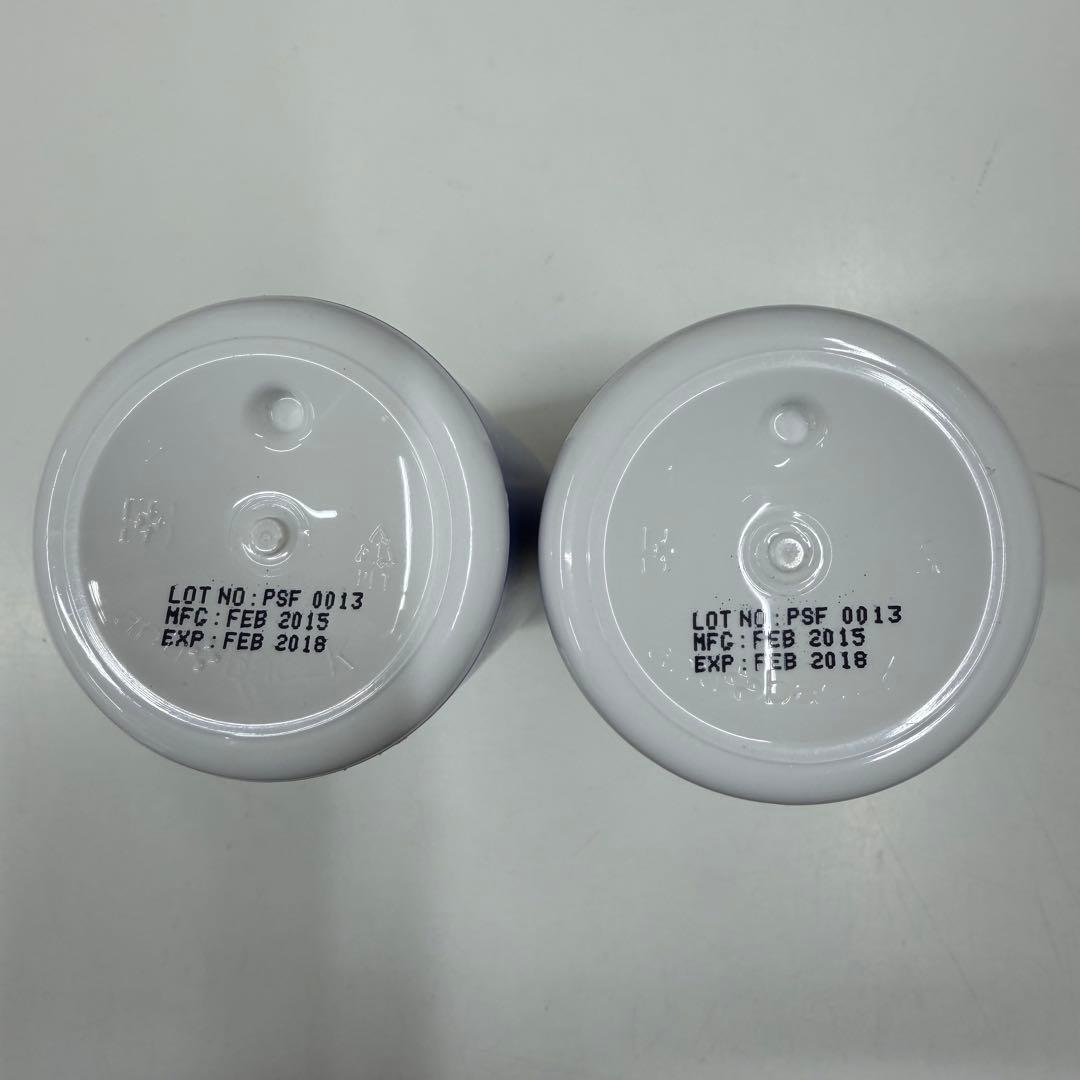 LOT NO : PSF 0013
MFG : FEB 2015
EXP : FEB 2018
LOT NO : PSF 0013
MFG : FEB 2015
EXP : FEB 2018